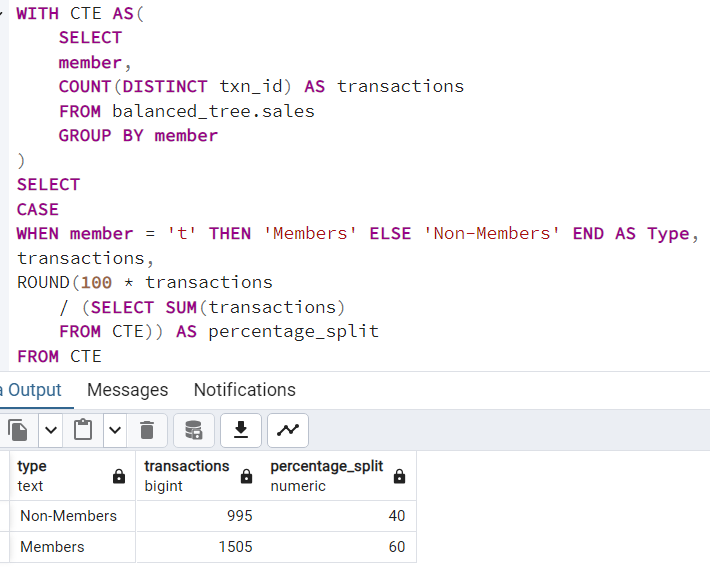 WITH CTE AS(
SELECT
member,
COUNT(DISTINCT txn_id) AS transactions
FROM balanced_tree.sales
GROUP BY member
)
SELECT
CASE
WHEN member = 't' THEN 'Members' ELSE 'Non-Members' END AS Type,
transactions,
ROUND(100 * transactions
/ (SELECT SUM(transactions)
FROM CTE)) AS percentage_split
FROM CTE
a Output Messages Notifications
type transactions percentage_split
text bigint numeric
Non-Members 995 40
Members 1505 60